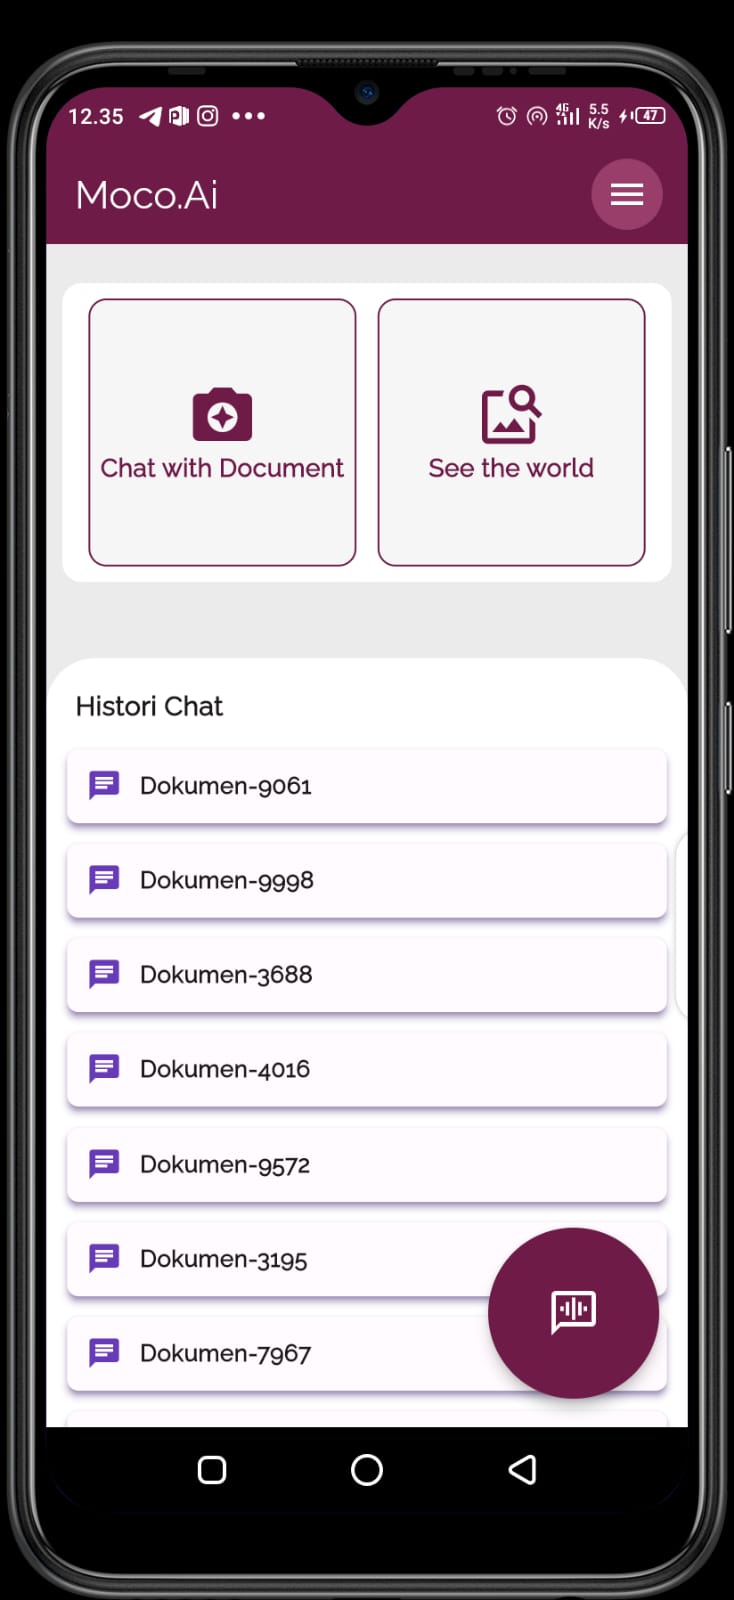 12.35
4G 5.5 K/s 47
Moco.Ai
Chat with Document
See the world
Histori Chat
Dokumen-9061
Dokumen-9998
Dokumen-3688
Dokumen-4016
Dokumen-9572
Dokumen-3195
Dokumen-7967